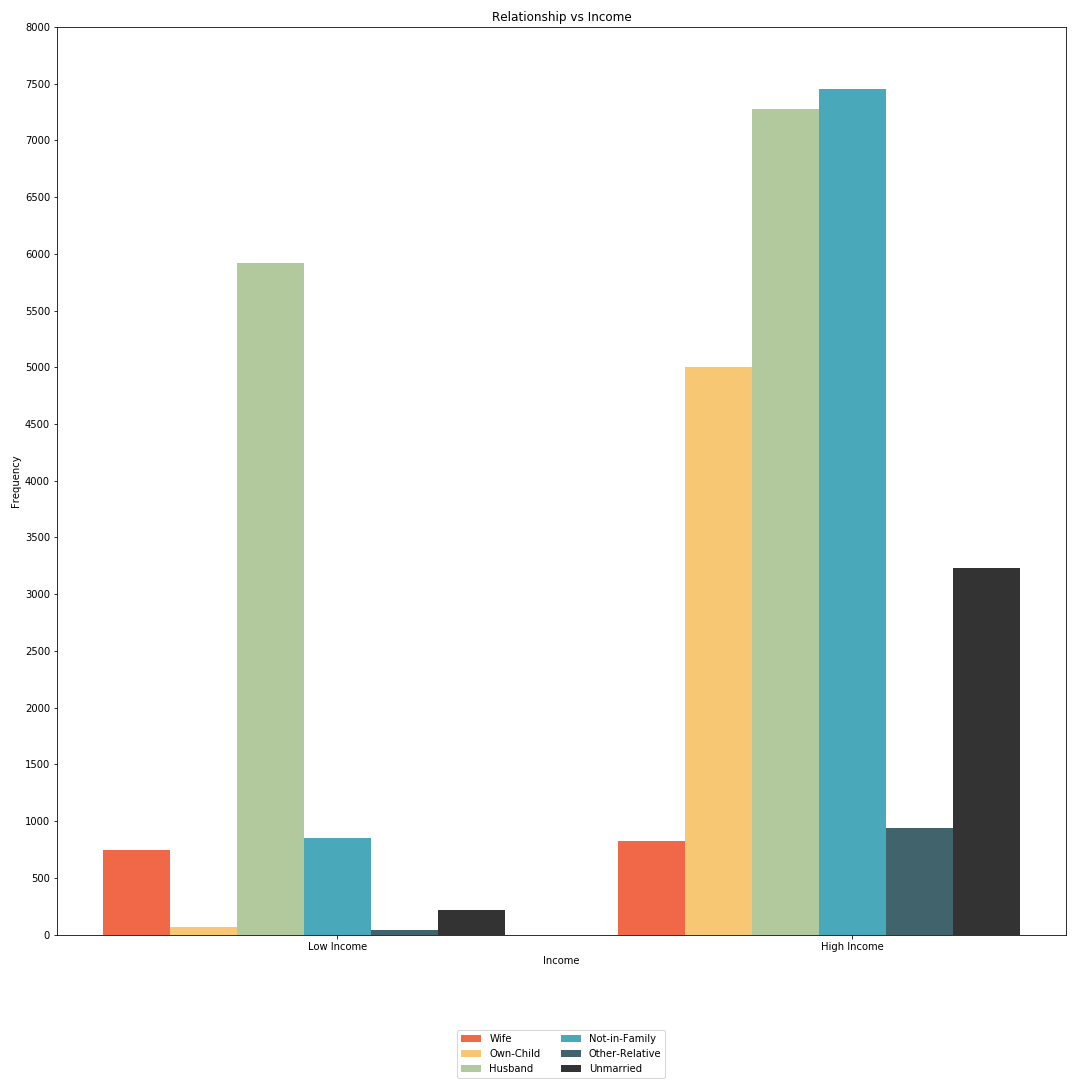 Relationship vs Income
8000
7500
7000
6500
6000
5500
5000
4500
4000
3500
3000
2500
2000
1500
1000
500
0
Frequency
Low Income
High Income
Income
Wife
Own-Child
Husband
Not-in-Family
Other-Relative
Unmarried